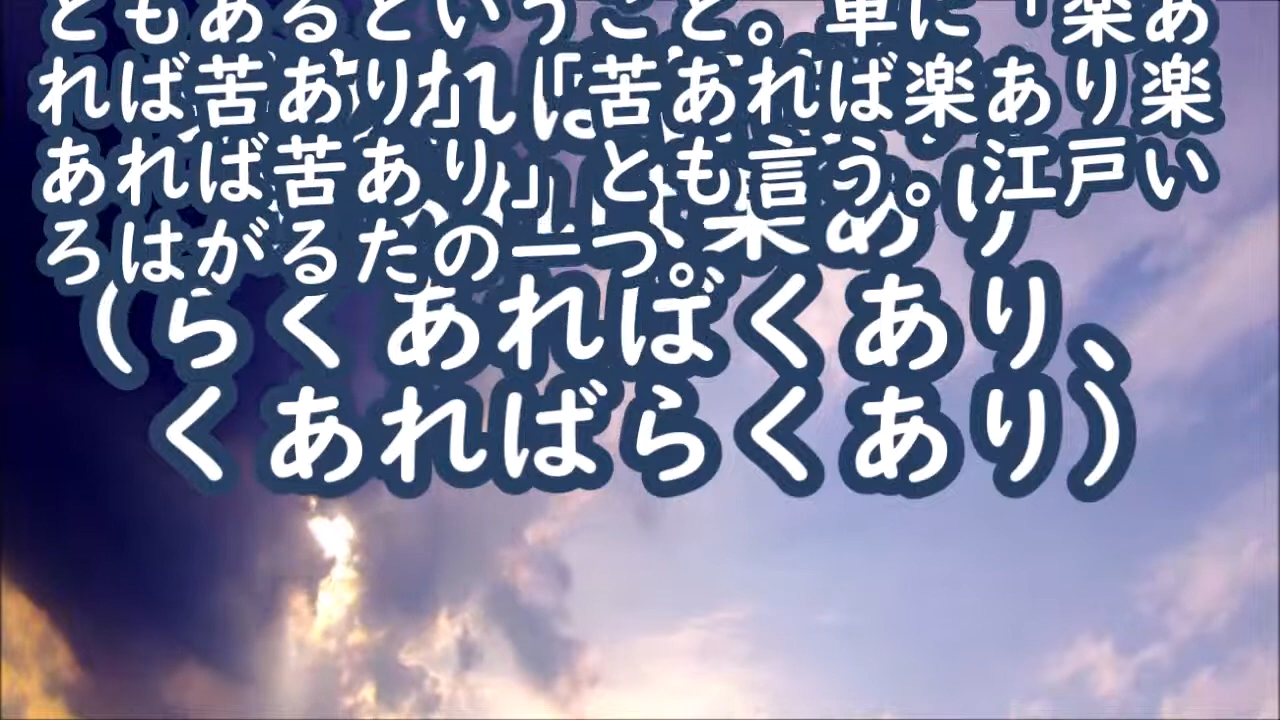 ともあるということ。単に「楽あ
れば苦あり」「苦あれば楽あり楽
あれば苦あり」とも言う。江戸い
ろはがるたの一つ。
楽あり
（らくあればくあり、
くあればらくあり）